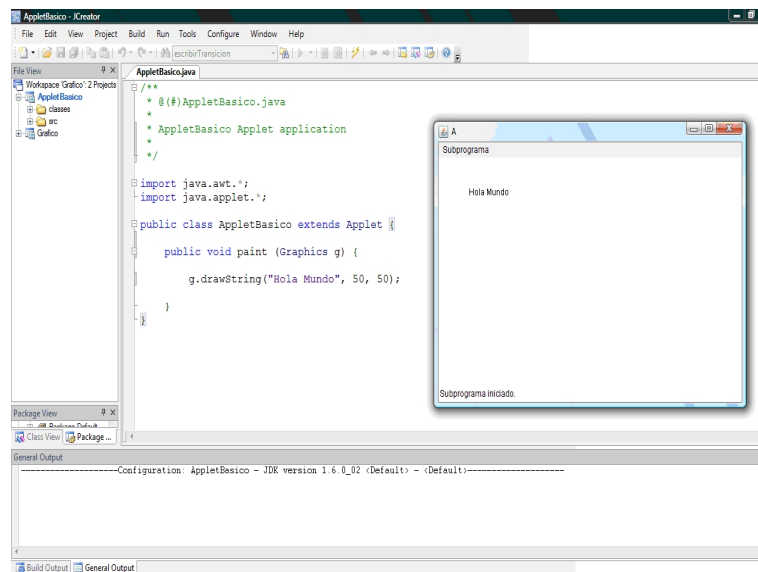 AppletBasico - JCreator
File Edit View Project Build Run Tools Configure Window Help
escribirTransicion
File View
AppletBasico.java
Workspace 'Grafico': 2 Projects
AppletBasico
classes
src
Grafico
/**
* @(#)AppletBasico.java
*
* AppletBasico Applet application
*
*/
import java.awt.*;
import java.applet.*;
public class AppletBasico extends Applet {
public void paint (Graphics g) {
g.drawString("Hola Mundo", 50, 50);
}
}
A
Subprograma
Hola Mundo
Subprograma iniciado.
Package View
Package Default
Class View Package ...
General Output
--------------------Configuration: AppletBasico - JDK version 1.6.0_02 <Default> - <Default>--------------------
Build Output General Output